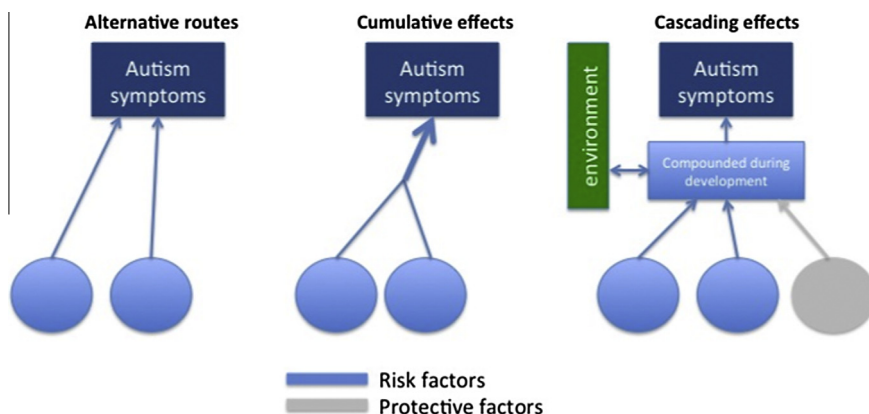 Alternative routes
Cumulative effects
Cascading effects
Autism
symptoms
Autism
symptoms
environment
Autism
symptoms
Compounded during
development
Risk factors
Protective factors